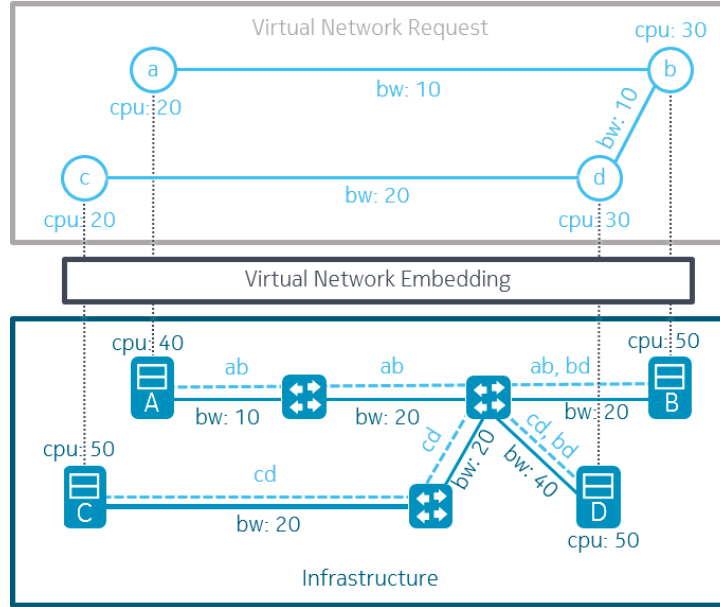 Virtual Network Request
cpu: 30
a
b
bw: 10
cpu: 20
bw: 10
c
d
bw: 20
cpu: 20
cpu: 30
Virtual Network Embedding
cpu: 40
cpu: 50
ab
ab
ab, bd
A
B
bw: 10
bw: 20
bw: 20
cpu: 50
cd
cd, bd
cd
bw: 20
bw: 40
C
D
bw: 20
cpu: 50
Infrastructure